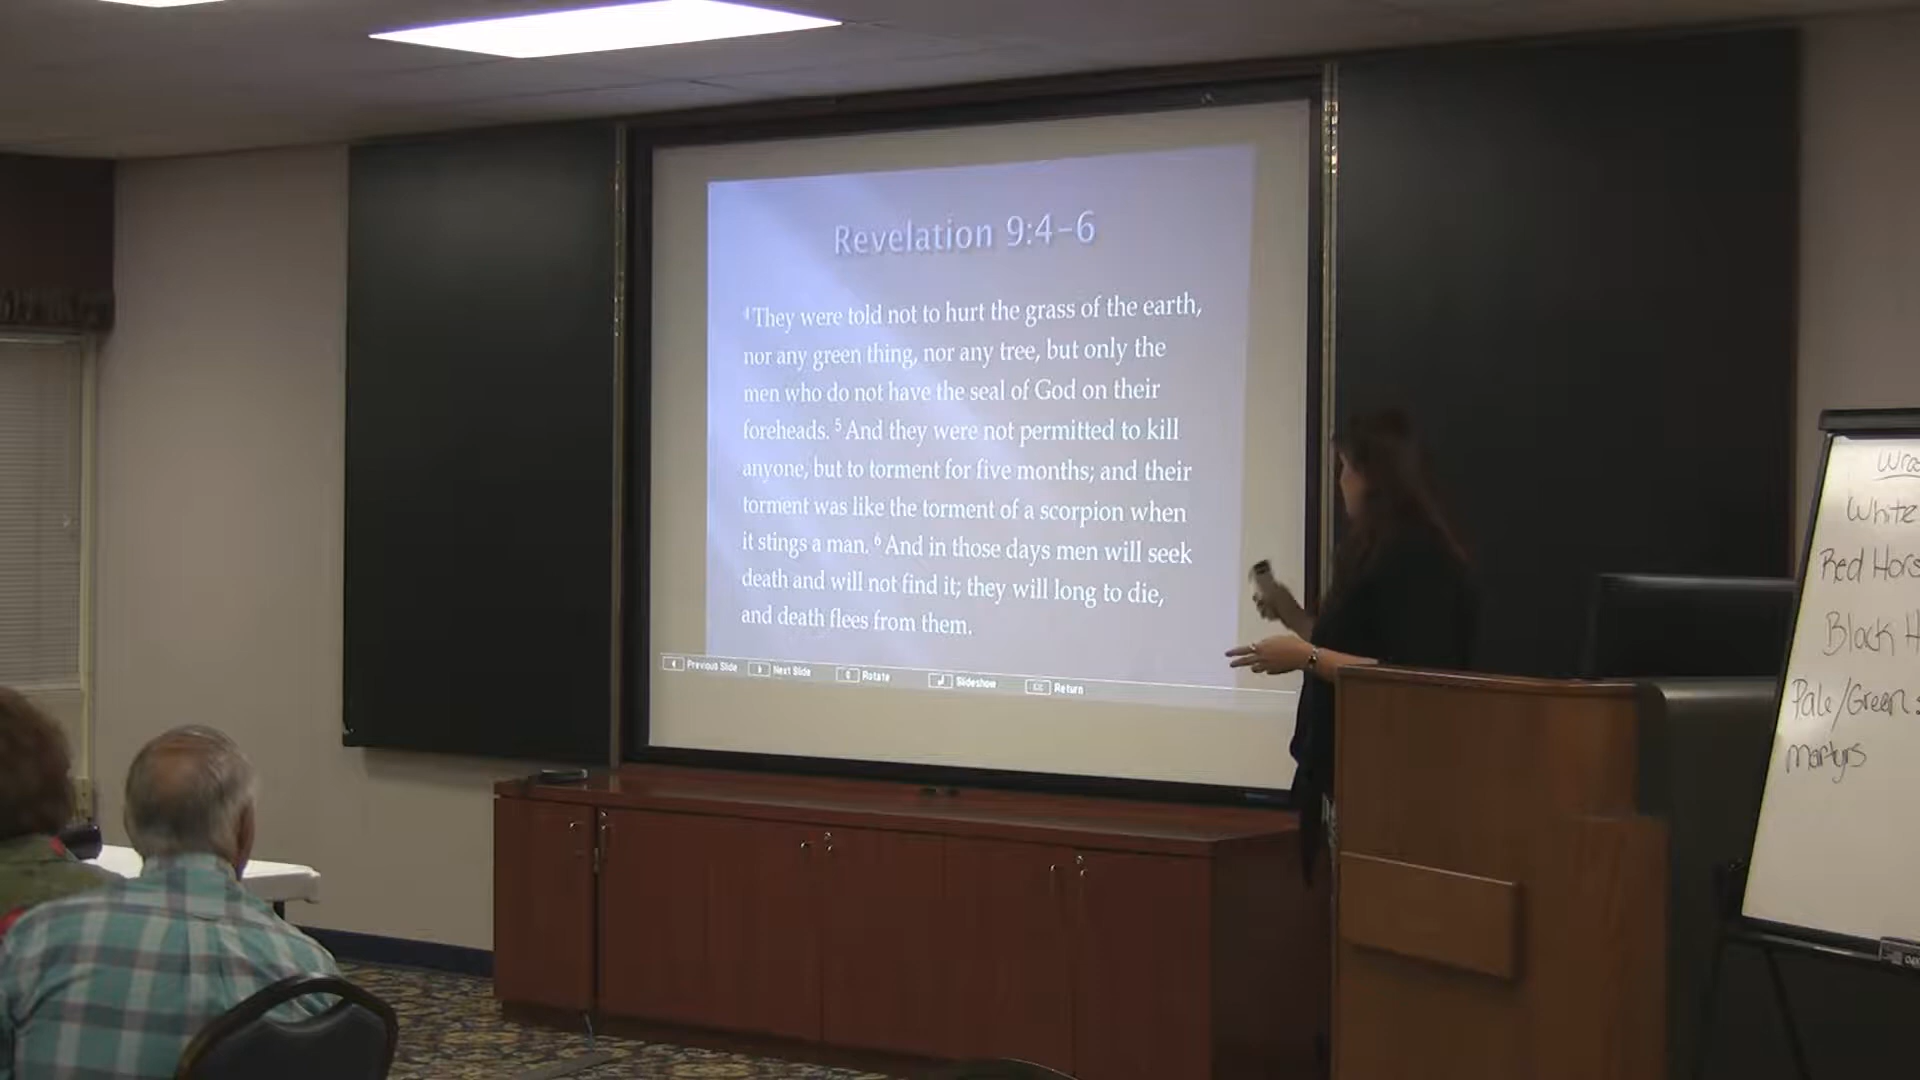 Revelation 9:4–6
4 They were told not to hurt the grass of the earth,
nor any green thing, nor any tree, but only the
men who do not have the seal of God on their
foreheads. 5 And they were not permitted to kill
anyone, but to torment for five months; and their
torment was like the torment of a scorpion when
it stings a man. 6 And in those days men will seek
death and will not find it; they will long to die,
and death flees from them.
Previous Slide Next Slide Rotate Slideshow Return
White
Red Hors
Black H
Pale/Green
martyrs